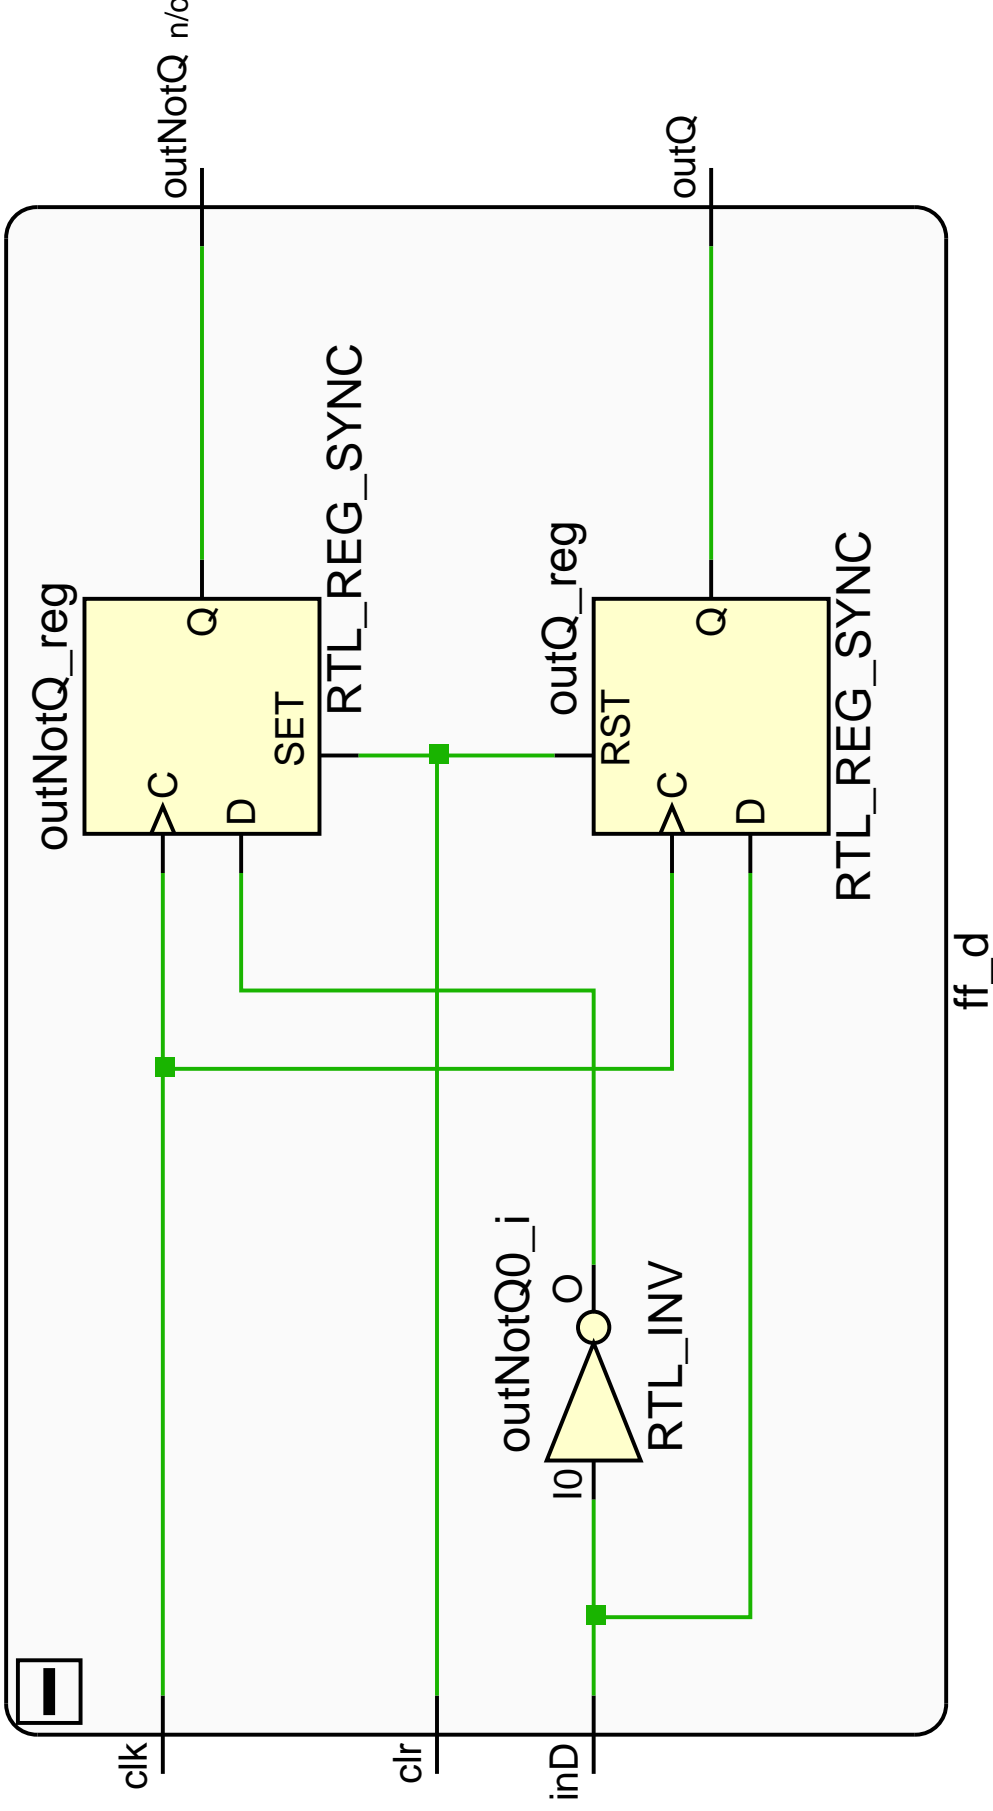 outNotQ_reg
C
Q
outNotQ
D
SET
RTL_REG_SYNC
clk
clr
outNotQ0_i
I0
O
RTL_INV
inD
outQ_reg
RST
C
Q
outQ
D
RTL_REG_SYNC
ff_d